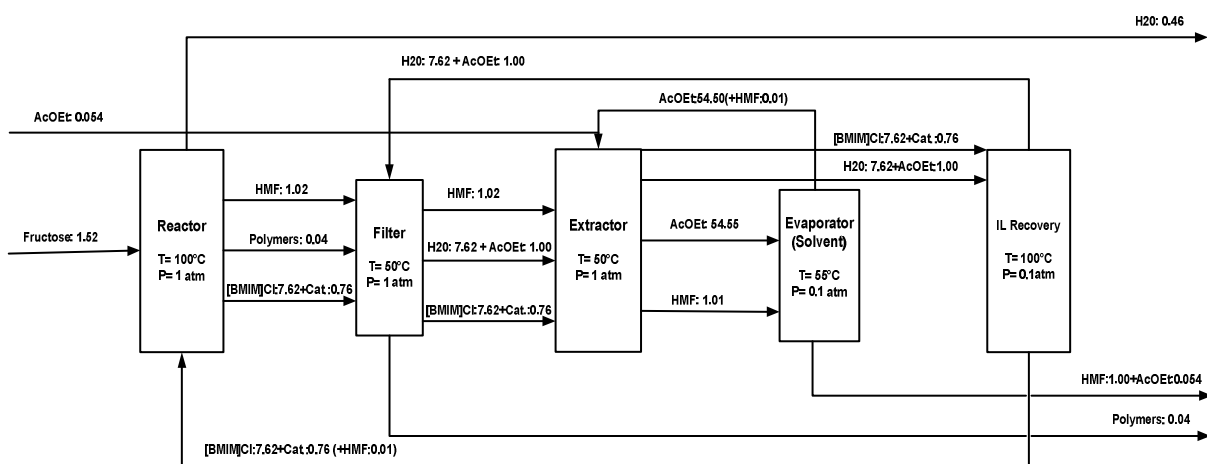 H20: 0.46
H20: 7.62 + AcOEt: 1.00
AcOEt:54.50(+HMF:0.01)
AcOEt: 0.054
[BMIM]Cl:7.62+Cat.:0.76
H20: 7.62+AcOEt:1.00
HMF: 1.02
HMF: 1.02
Reactor
T= 100°C
P= 1 atm
Filter
T= 50°C
P= 1 atm
Extractor
T= 50°C
P= 1 atm
Evaporator
(Solvent)
T= 55°C
P= 0.1 atm
IL Recovery
T= 100°C
P= 0.1atm
Fructose: 1.52
Polymers: 0.04
H20: 7.62 + AcOEt: 1.00
AcOEt: 54.55
[BMIM]Cl:7.62+Cat.:0.76
[BMIM]Cl:7.62+Cat.:0.76
HMF: 1.01
HMF:1.00+AcOEt:0.054
Polymers: 0.04
[BMIM]Cl:7.62+Cat.:0.76 (+HMF:0.01)